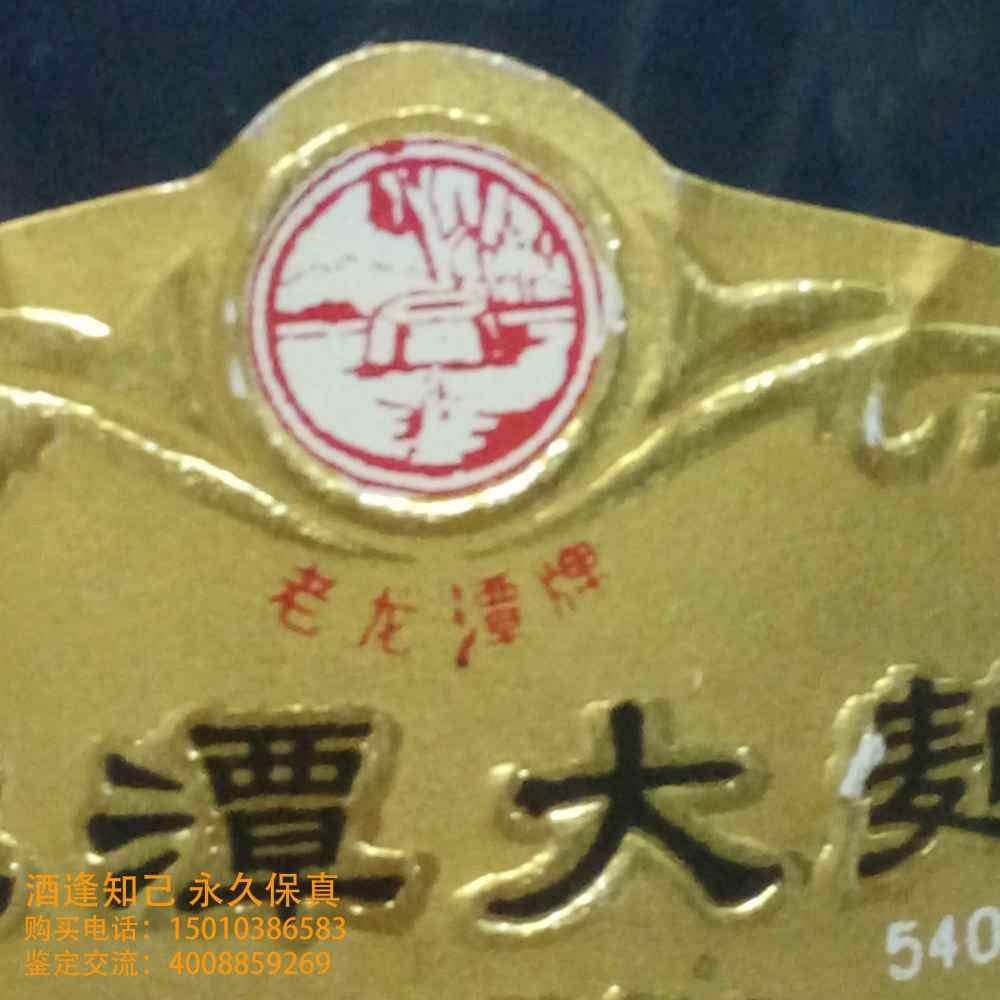 老龙潭牌
潭大麴
540
酒逢知己 永久保真
购买电话：15010386583
鉴定交流：4008859269